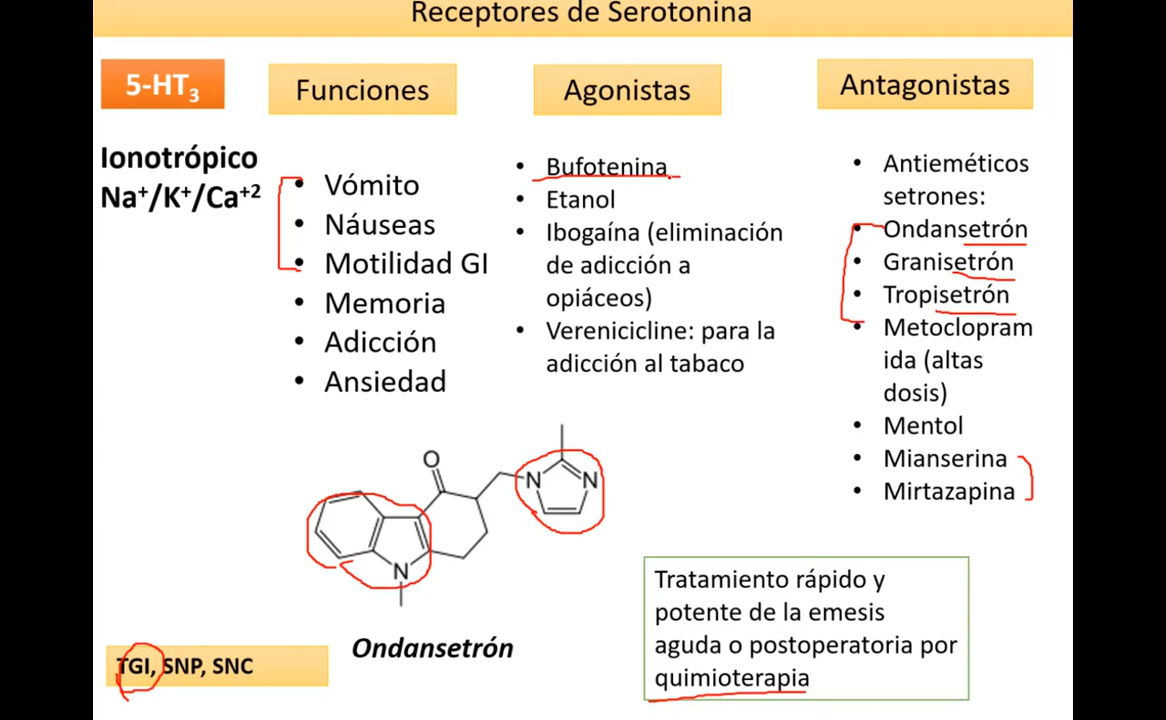 Receptores de Serotonina
5-HT₃
Funciones
Agonistas
Antagonistas
Ionotrópico
Na⁺/K⁺/Ca⁺²
• Vómito
• Náuseas
• Motilidad GI
• Memoria
• Adicción
• Ansiedad
• Bufotenina
• Etanol
• Ibogaína (eliminación
de adicción a
opiáceos)
• Verenicicline: para la
adicción al tabaco
• Antieméticos
setrones:
• Ondansetrón
• Granisetrón
• Tropisetrón
• Metoclopram
ida (altas
dosis)
• Mentol
• Mianserina
• Mirtazapina
O
N
N
N
Ondansetrón
Tratamiento rápido y
potente de la emesis
aguda o postoperatoria por
quimioterapia
TGI, SNP, SNC